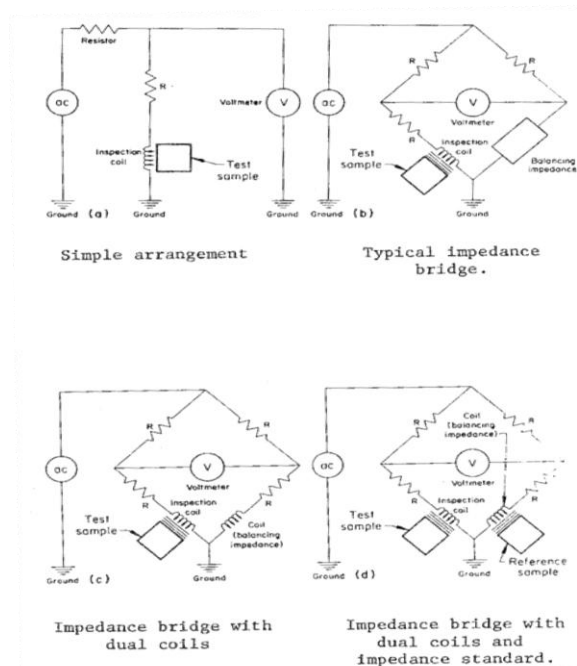 Resistor
R
ac
Voltmeter
V
Inspection
coil
Test
sample
Ground
(a)
Ground
Ground
Simple arrangement
R
R
ac
V
Voltmeter
R
Inspection
coil
Test
sample
Balancing
impedance
Ground
(b)
Ground
Typical impedance
bridge.
R
R
ac
V
Voltmeter
R
R
Inspection
coil
Test
sample
Coil
(balancing
impedance)
Ground
(c)
Ground
Impedance bridge with
dual coils
Coil
(balancing
impedance)
R
R
ac
V
Voltmeter
R
R
Inspection
coil
Test
sample
Reference
sample
Ground
(d)
Ground
Impedance bridge with
dual coils and
impedance standard.